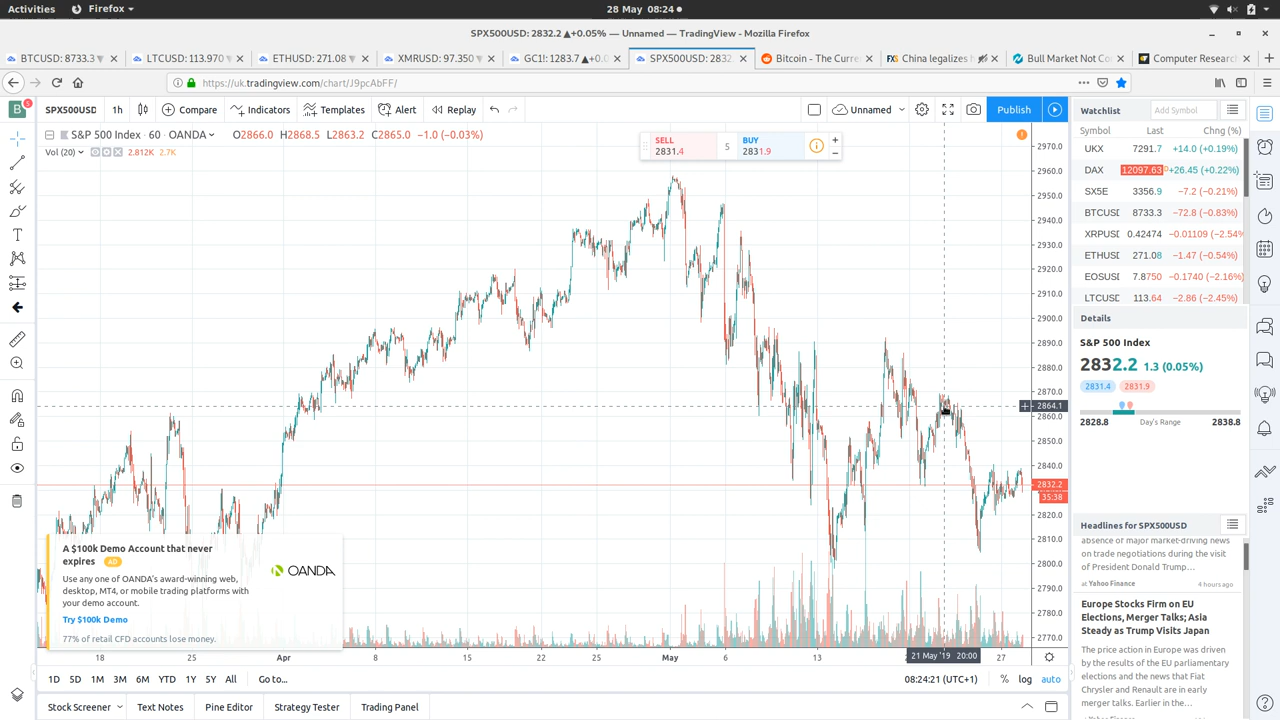 Activities Firefox 28 May 08:24
SPX500USD: 2832.2 ▲+0.05% — Unnamed — TradingView - Mozilla Firefox
BTCUSD: 8733.3 LTCUSD: 113.970 ETHUSD: 271.08 XMRUSD: 97.350 GC1!: 1283.7 ▲+0. SPX500USD: 2832 Bitcoin - The Curre China legalizes Bull Market Not Co Computer Research
https://uk.tradingview.com/chart/J9pcAbFF/
SPX500USD 1h Compare Indicators Templates Alert Replay Unnamed Publish
S&P 500 Index · 60 · OANDA O2866.0 H2868.5 L2863.2 C2865.0 −1.0 (−0.03%)
Vol (20) 2.812K 2.7K
SELL
2831.4
5
BUY
2831.9
2970.0
2960.0
2950.0
2940.0
2930.0
2920.0
2910.0
2900.0
2890.0
2880.0
2870.0
2864.1
2860.0
2850.0
2840.0
2832.2
35:38
2820.0
2810.0
2800.0
2790.0
2780.0
2770.0
A $100k Demo Account that never
expires AD
Use any one of OANDA's award-winning web,
desktop, MT4, or mobile trading platforms with
your demo account.
Try $100k Demo
77% of retail CFD accounts lose money.
OANDA
18 25 Apr 8 15 22 25 May 6 13 21 May '19 20:00 27
1D 5D 1M 3M 6M YTD 1Y 5Y All Go to... 08:24:21 (UTC+1) % log auto
Stock Screener Text Notes Pine Editor Strategy Tester Trading Panel
Watchlist Add Symbol
Symbol Last Chng (%)
UKX 7291.7 +14.0 (+0.19%)
DAX 12097.63 D +26.45 (+0.22%)
SX5E 3356.9 −7.2 (−0.21%)
BTCUSD 8733.3 −72.8 (−0.83%)
XRPUSD 0.42474 −0.01109 (−2.54%
ETHUSD 271.08 −1.47 (−0.54%)
EOSUSD 7.8750 −0.1740 (−2.16%)
LTCUSD 113.64 −2.86 (−2.45%)
Details
S&P 500 Index
2832.2 1.3 (0.05%)
2831.4 2831.9
2828.8 Day's Range 2838.8
Headlines for SPX500USD
absence of major market-driving news
on trade negotiations during the visit
of President Donald Trump...
at Yahoo Finance 4 hours ago
Europe Stocks Firm on EU
Elections, Merger Talks; Asia
Steady as Trump Visits Japan
The price action in Europe was driven
by the results of the EU parliamentary
elections and the news that Fiat
Chrysler and Renault are in early
merger talks. Earlier in the...